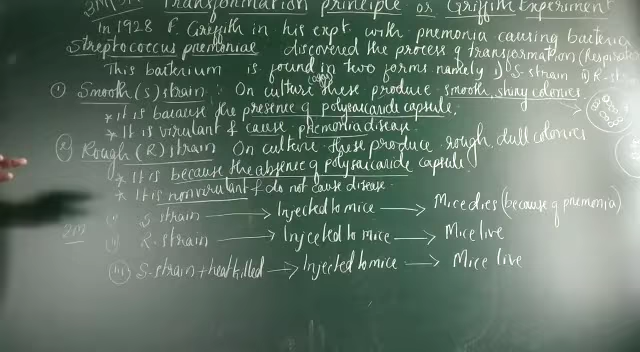 3M/5M Transformation principle or Griffith Experiment
In 1928 F. Griffith in his expt. with pnemonia causing bacteria
Streptococcus pnemoniae discovered the process of transformation (Respirato
This bacterium is found in two forms namely i) S-strain ii) R-st
① Smooth (S) strain: On culture these produce smooth, shiny colonies
* It is bacause the presence of polysaccaride capsule.
* It is virulant & cause pnemonia disease.
② Rough (R) strain On culture these produce rough, dull colonies
* It is because the absence of polysaccaride capsule.
* It is nonvirulant & do not cause disease.
(i) S strain → Injected to mice → Mice dies (because of pnemonia)
3M (ii) R-strain → Injected to mice → Mice live
(iii) S-strain + heat killed → Injected to mice → Mice live